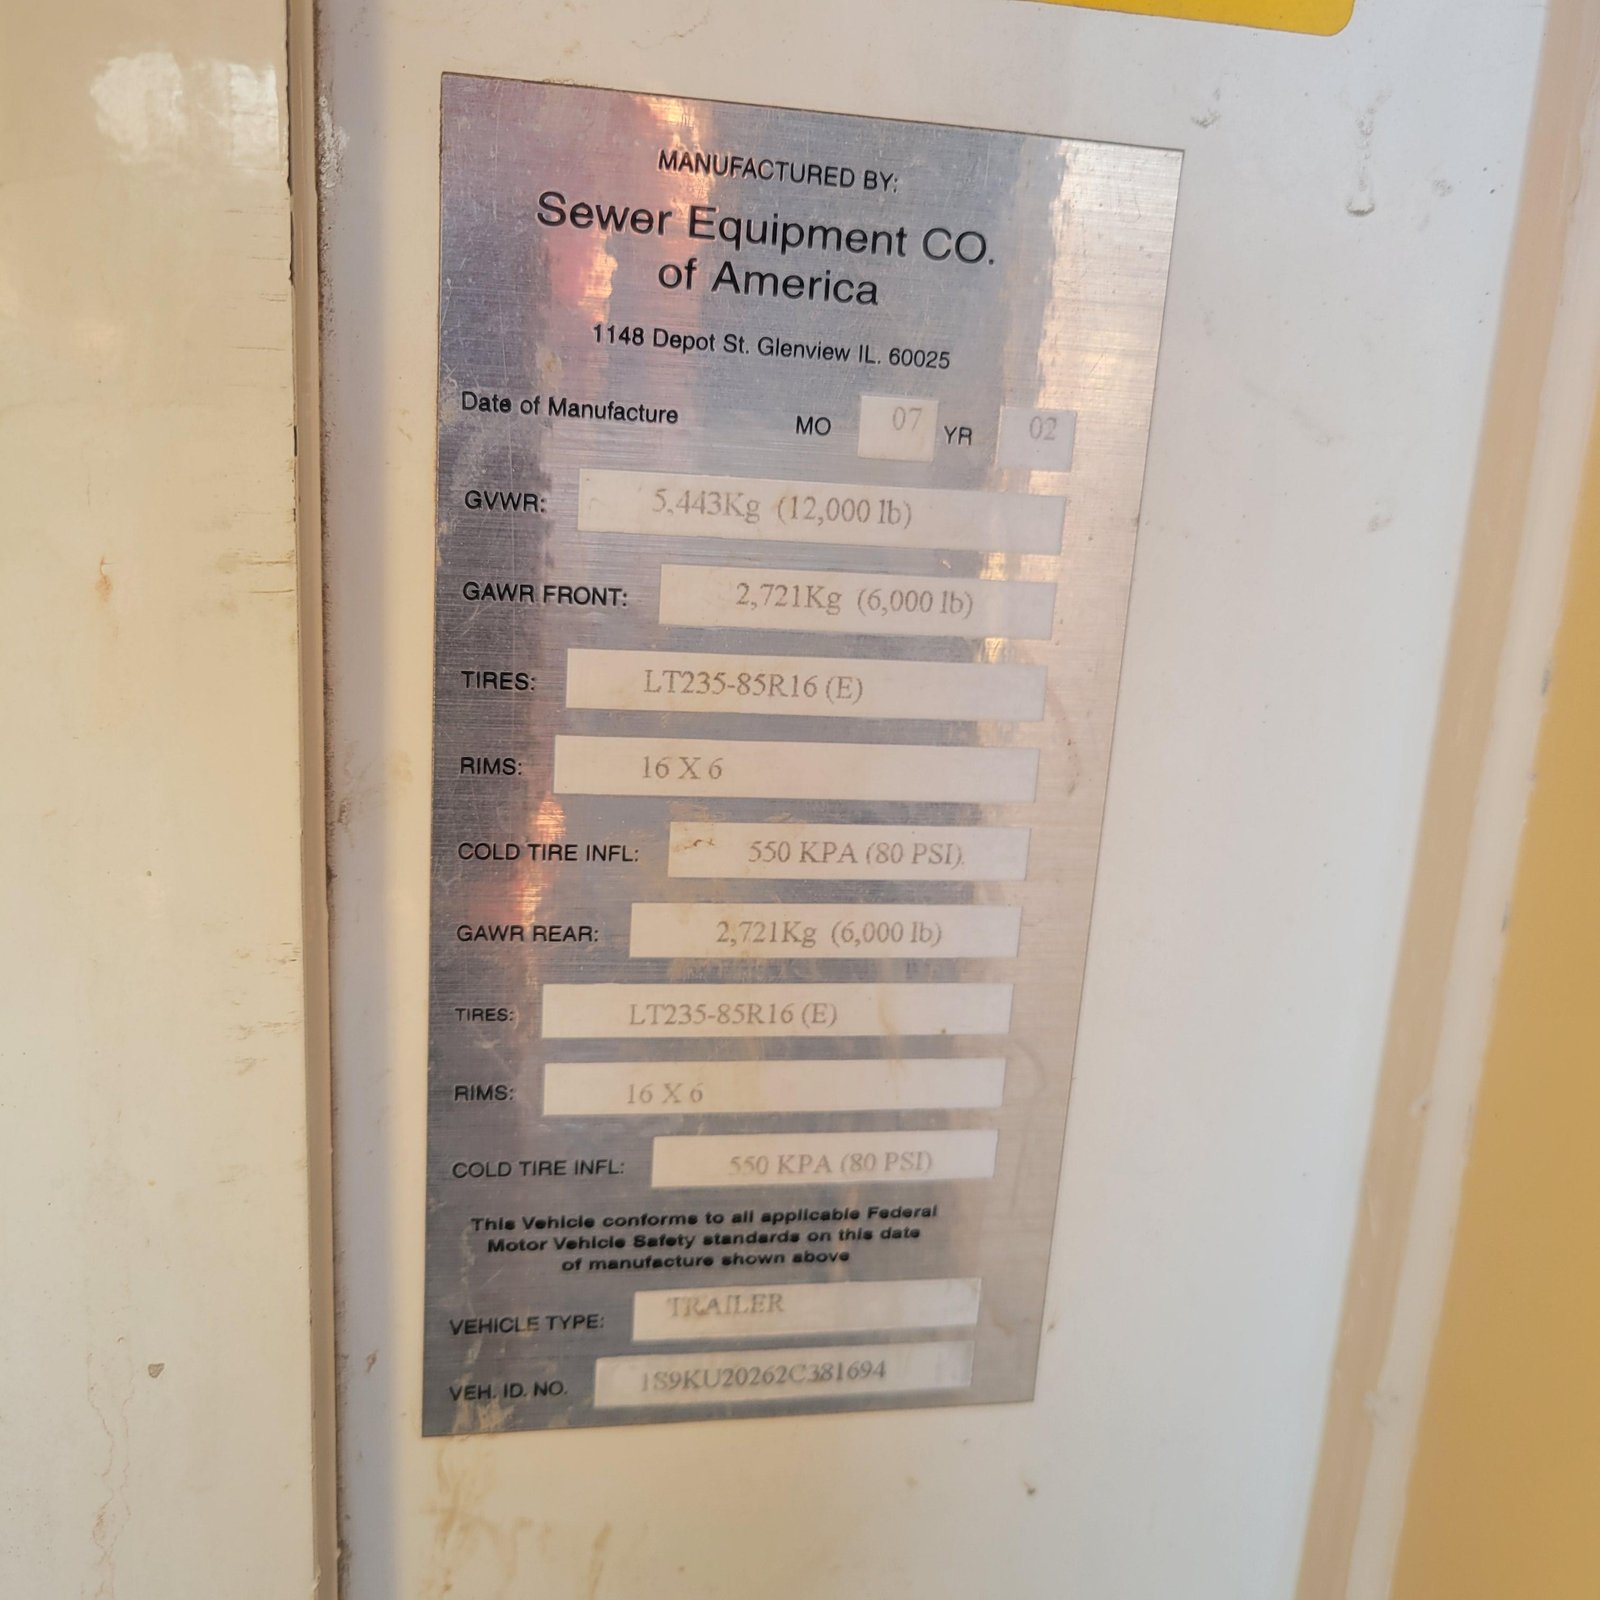 MANUFACTURED BY:
Sewer Equipment CO.
of America
1148 Depot St. Glenview IL. 60025
Date of Manufacture MO 07 YR 02
GVWR: 5,443Kg (12,000 lb)
GAWR FRONT: 2,721Kg (6,000 lb)
TIRES: LT235-85R16 (E)
RIMS: 16 X 6
COLD TIRE INFL: 550 KPA (80 PSI)
GAWR REAR: 2,721Kg (6,000 lb)
TIRES: LT235-85R16 (E)
RIMS: 16 X 6
COLD TIRE INFL: 550 KPA (80 PSI)
This Vehicle conforms to all applicable Federal
Motor Vehicle Safety standards on this date
of manufacture shown above
VEHICLE TYPE: TRAILER
VEH. ID. NO. 1S9KU20262C381694